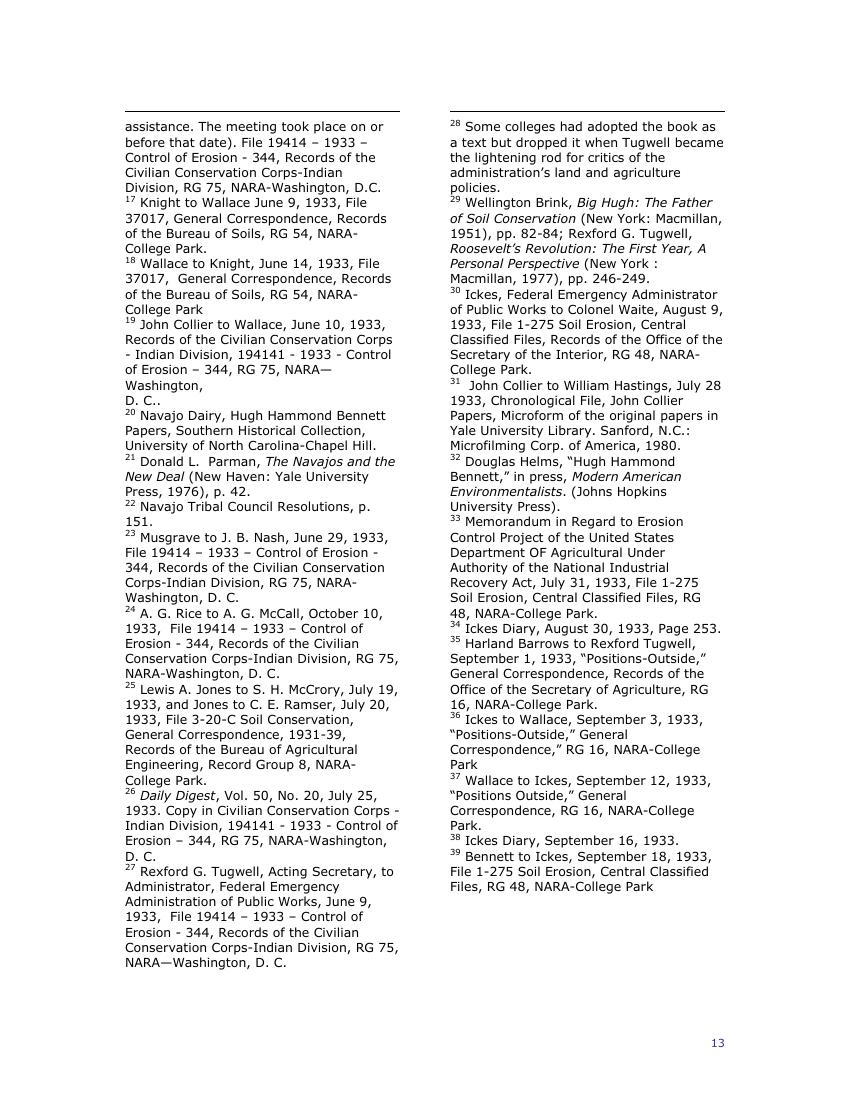 assistance. The meeting took place on or
before that date). File 19414 – 1933 –
Control of Erosion - 344, Records of the
Civilian Conservation Corps-Indian
Division, RG 75, NARA-Washington, D.C.
17 Knight to Wallace June 9, 1933, File
37017, General Correspondence, Records
of the Bureau of Soils, RG 54, NARA-
College Park.
18 Wallace to Knight, June 14, 1933, File
37017,  General Correspondence, Records
of the Bureau of Soils, RG 54, NARA-
College Park
19 John Collier to Wallace, June 10, 1933,
Records of the Civilian Conservation Corps
- Indian Division, 194141 - 1933 - Control
of Erosion – 344, RG 75, NARA—
Washington,
D. C..
20 Navajo Dairy, Hugh Hammond Bennett
Papers, Southern Historical Collection,
University of North Carolina-Chapel Hill.
21 Donald L.  Parman, The Navajos and the
New Deal (New Haven: Yale University
Press, 1976), p. 42.
22 Navajo Tribal Council Resolutions, p.
151.
23 Musgrave to J. B. Nash, June 29, 1933,
File 19414 – 1933 – Control of Erosion -
344, Records of the Civilian Conservation
Corps-Indian Division, RG 75, NARA-
Washington, D. C.
24 A. G. Rice to A. G. McCall, October 10,
1933,  File 19414 – 1933 – Control of
Erosion - 344, Records of the Civilian
Conservation Corps-Indian Division, RG 75,
NARA-Washington, D. C.
25 Lewis A. Jones to S. H. McCrory, July 19,
1933, and Jones to C. E. Ramser, July 20,
1933, File 3-20-C Soil Conservation,
General Correspondence, 1931-39,
Records of the Bureau of Agricultural
Engineering, Record Group 8, NARA-
College Park.
26 Daily Digest, Vol. 50, No. 20, July 25,
1933. Copy in Civilian Conservation Corps -
Indian Division, 194141 - 1933 - Control of
Erosion – 344, RG 75, NARA-Washington,
D. C.
27 Rexford G. Tugwell, Acting Secretary, to
Administrator, Federal Emergency
Administration of Public Works, June 9,
1933,  File 19414 – 1933 – Control of
Erosion - 344, Records of the Civilian
Conservation Corps-Indian Division, RG 75,
NARA—Washington, D. C.
28 Some colleges had adopted the book as
a text but dropped it when Tugwell became
the lightening rod for critics of the
administration’s land and agriculture
policies.
29 Wellington Brink, Big Hugh: The Father
of Soil Conservation (New York: Macmillan,
1951), pp. 82-84; Rexford G. Tugwell,
Roosevelt’s Revolution: The First Year, A
Personal Perspective (New York :
Macmillan, 1977), pp. 246-249.
30 Ickes, Federal Emergency Administrator
of Public Works to Colonel Waite, August 9,
1933, File 1-275 Soil Erosion, Central
Classified Files, Records of the Office of the
Secretary of the Interior, RG 48, NARA-
College Park.
31  John Collier to William Hastings, July 28
1933, Chronological File, John Collier
Papers, Microform of the original papers in
Yale University Library. Sanford, N.C.:
Microfilming Corp. of America, 1980.
32 Douglas Helms, “Hugh Hammond
Bennett,” in press, Modern American
Environmentalists. (Johns Hopkins
University Press).
33 Memorandum in Regard to Erosion
Control Project of the United States
Department OF Agricultural Under
Authority of the National Industrial
Recovery Act, July 31, 1933, File 1-275
Soil Erosion, Central Classified Files, RG
48, NARA-College Park.
34 Ickes Diary, August 30, 1933, Page 253.
35 Harland Barrows to Rexford Tugwell,
September 1, 1933, “Positions-Outside,”
General Correspondence, Records of the
Office of the Secretary of Agriculture, RG
16, NARA-College Park.
36 Ickes to Wallace, September 3, 1933,
“Positions-Outside,” General
Correspondence,” RG 16, NARA-College
Park
37 Wallace to Ickes, September 12, 1933,
“Positions Outside,” General
Correspondence, RG 16, NARA-College
Park.
38 Ickes Diary, September 16, 1933.
39 Bennett to Ickes, September 18, 1933,
File 1-275 Soil Erosion, Central Classified
Files, RG 48, NARA-College Park
13